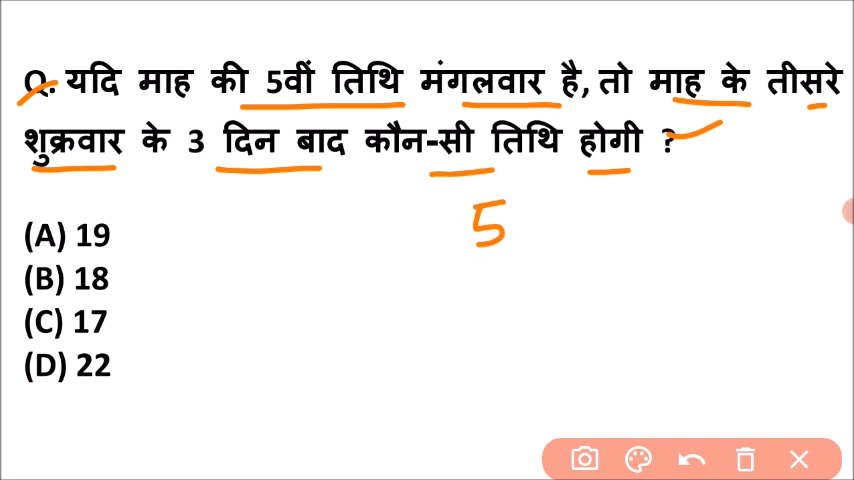 Q. यदि माह की 5वीं तिथि मंगलवार है, तो माह के तीसरे
शुक्रवार के 3 दिन बाद कौन-सी तिथि होगी ?
5
(A) 19
(B) 18
(C) 17
(D) 22